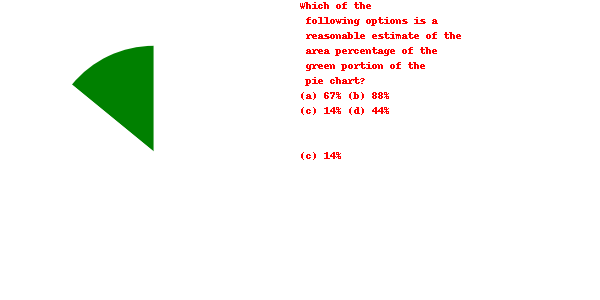 Which of the
following options is a
reasonable estimate of the
area percentage of the
green portion of the
pie chart?
(a) 67% (b) 88%
(c) 14% (d) 44%
(c) 14%